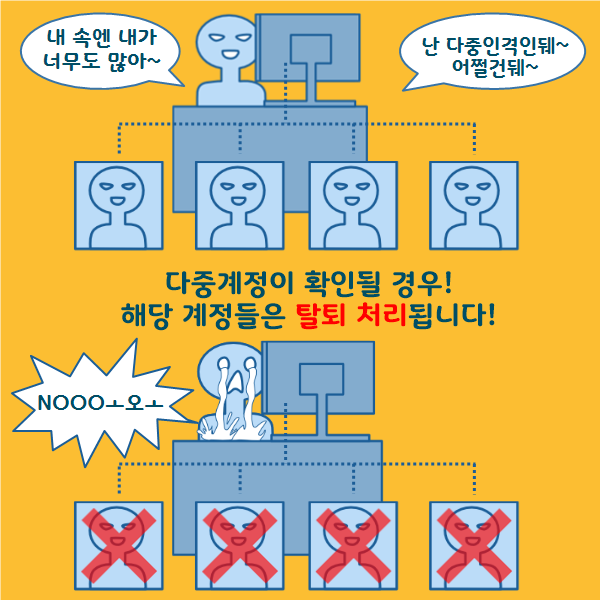 내 속엔 내가
너무도 많아~
난 다중인격인뒈~
어쩔건뒈~
다중계정이 확인될 경우!
해당 계정들은 탈퇴 처리됩니다!
NOOOㅗ오ㅗ